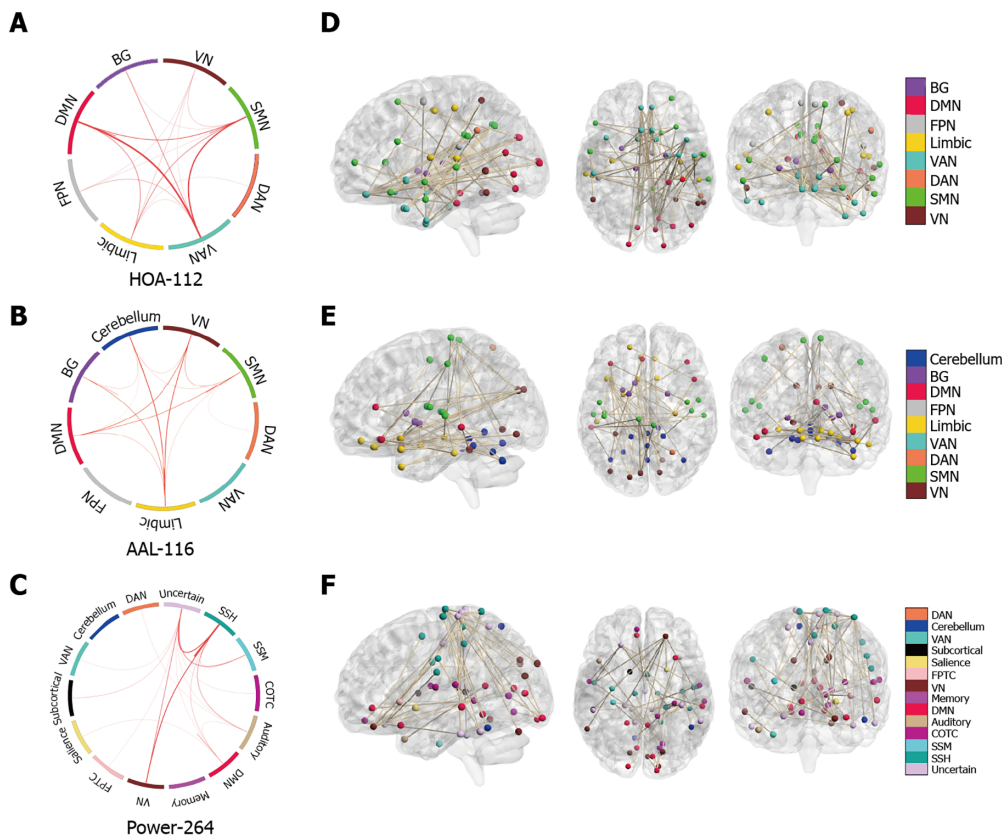 A
BG
VN
DMN
SMN
FPN
DAN
Limbic
VAN
HOA-112
D
BG
DMN
FPN
Limbic
VAN
DAN
SMN
VN
B
Cerebellum
VN
BG
SMN
DMN
DAN
FPN
VAN
Limbic
AAL-116
E
Cerebellum
BG
DMN
FPN
Limbic
VAN
DAN
SMN
VN
C
DAN
Uncertain
Cerebellum
SSH
VAN
SSM
Subcortical
COTC
Salience
Auditory
FPTC
DMN
VN
Memory
Power-264
F
DAN
Cerebellum
VAN
Subcortical
Salience
FPTC
VN
Memory
DMN
Auditory
COTC
SSM
SSH
Uncertain